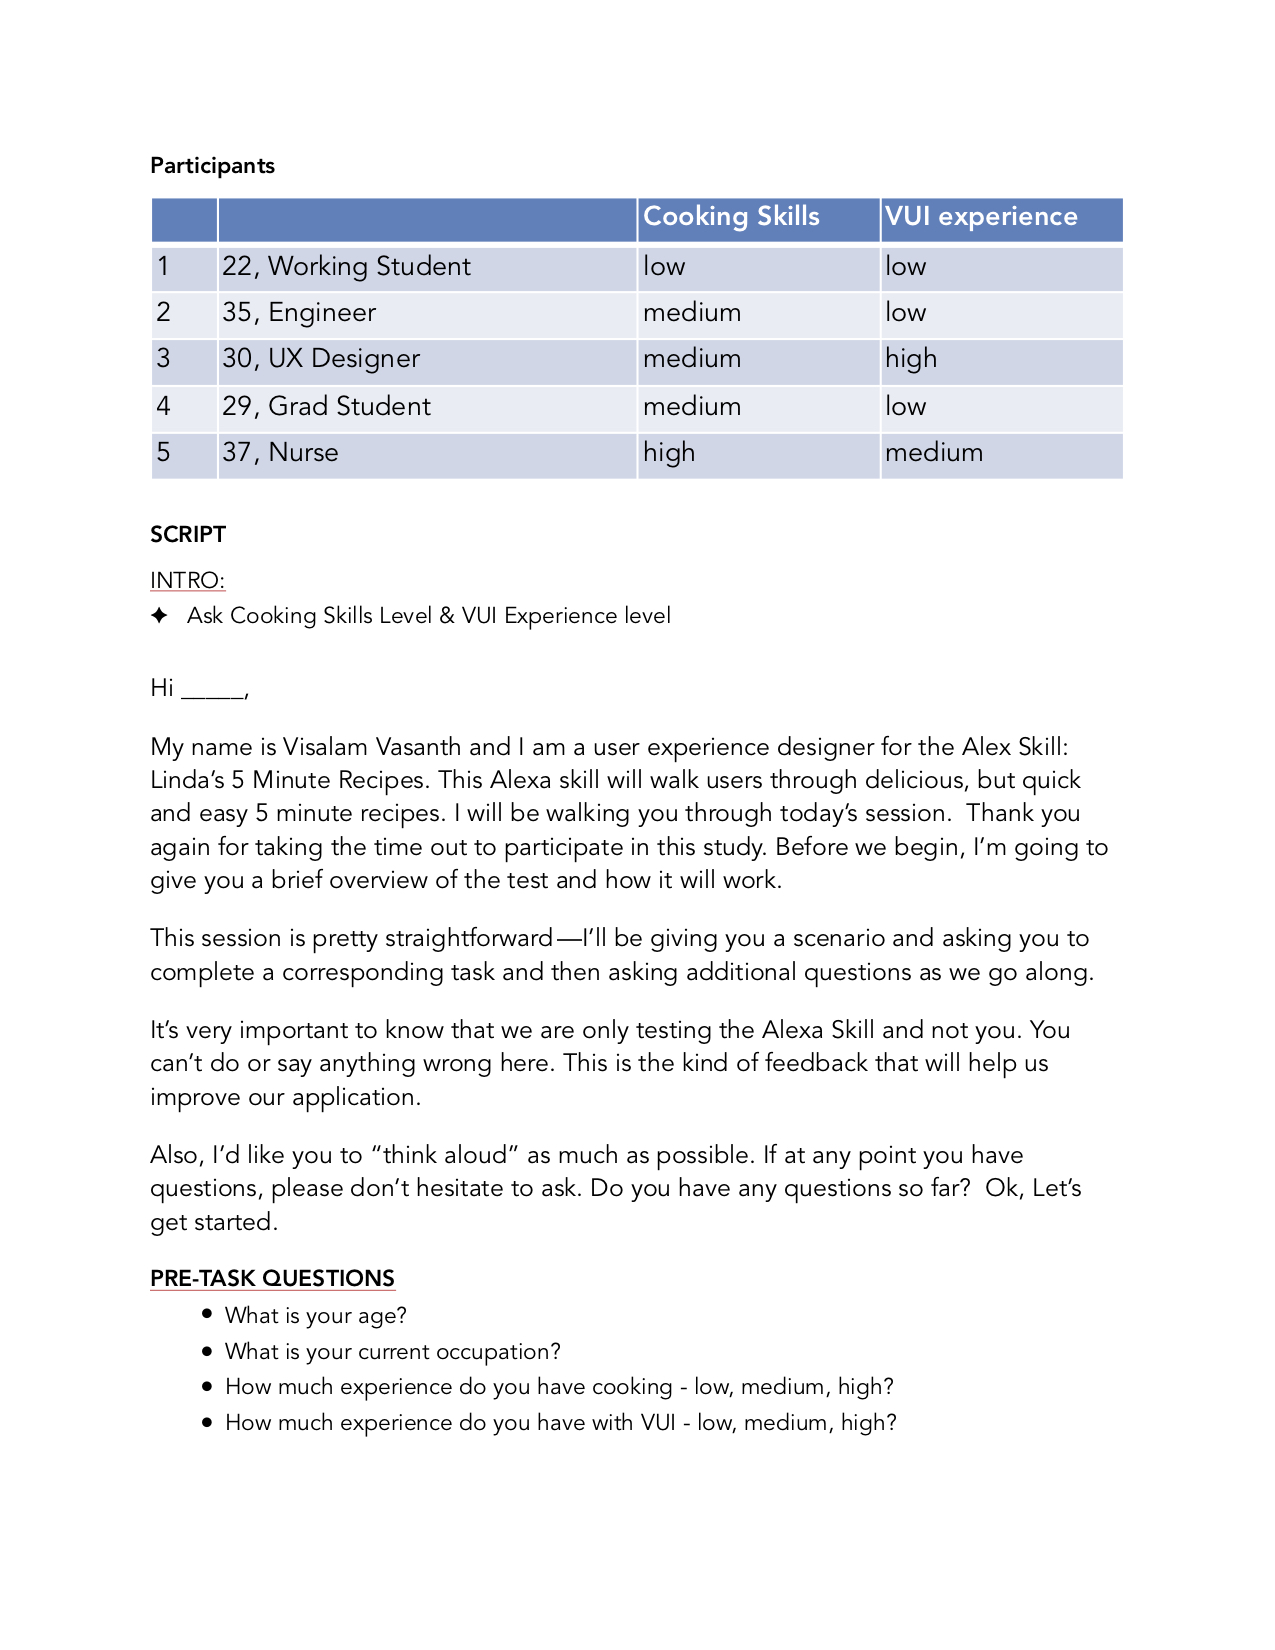 Participants
Cooking Skills VUI experience
1 22, Working Student low low
2 35, Engineer medium low
3 30, UX Designer medium high
4 29, Grad Student medium low
5 37, Nurse high medium
SCRIPT
INTRO:
✦ Ask Cooking Skills Level & VUI Experience level
Hi _____,
My name is Visalam Vasanth and I am a user experience designer for the Alex Skill:
Linda’s 5 Minute Recipes. This Alexa skill will walk users through delicious, but quick
and easy 5 minute recipes. I will be walking you through today’s session.  Thank you
again for taking the time out to participate in this study. Before we begin, I’m going to
give you a brief overview of the test and how it will work.
This session is pretty straightforward—I’ll be giving you a scenario and asking you to
complete a corresponding task and then asking additional questions as we go along.
It’s very important to know that we are only testing the Alexa Skill and not you. You
can’t do or say anything wrong here. This is the kind of feedback that will help us
improve our application.
Also, I’d like you to “think aloud” as much as possible. If at any point you have
questions, please don’t hesitate to ask. Do you have any questions so far?  Ok, Let’s
get started.
PRE-TASK QUESTIONS
• What is your age?
• What is your current occupation?
• How much experience do you have cooking - low, medium, high?
• How much experience do you have with VUI - low, medium, high?